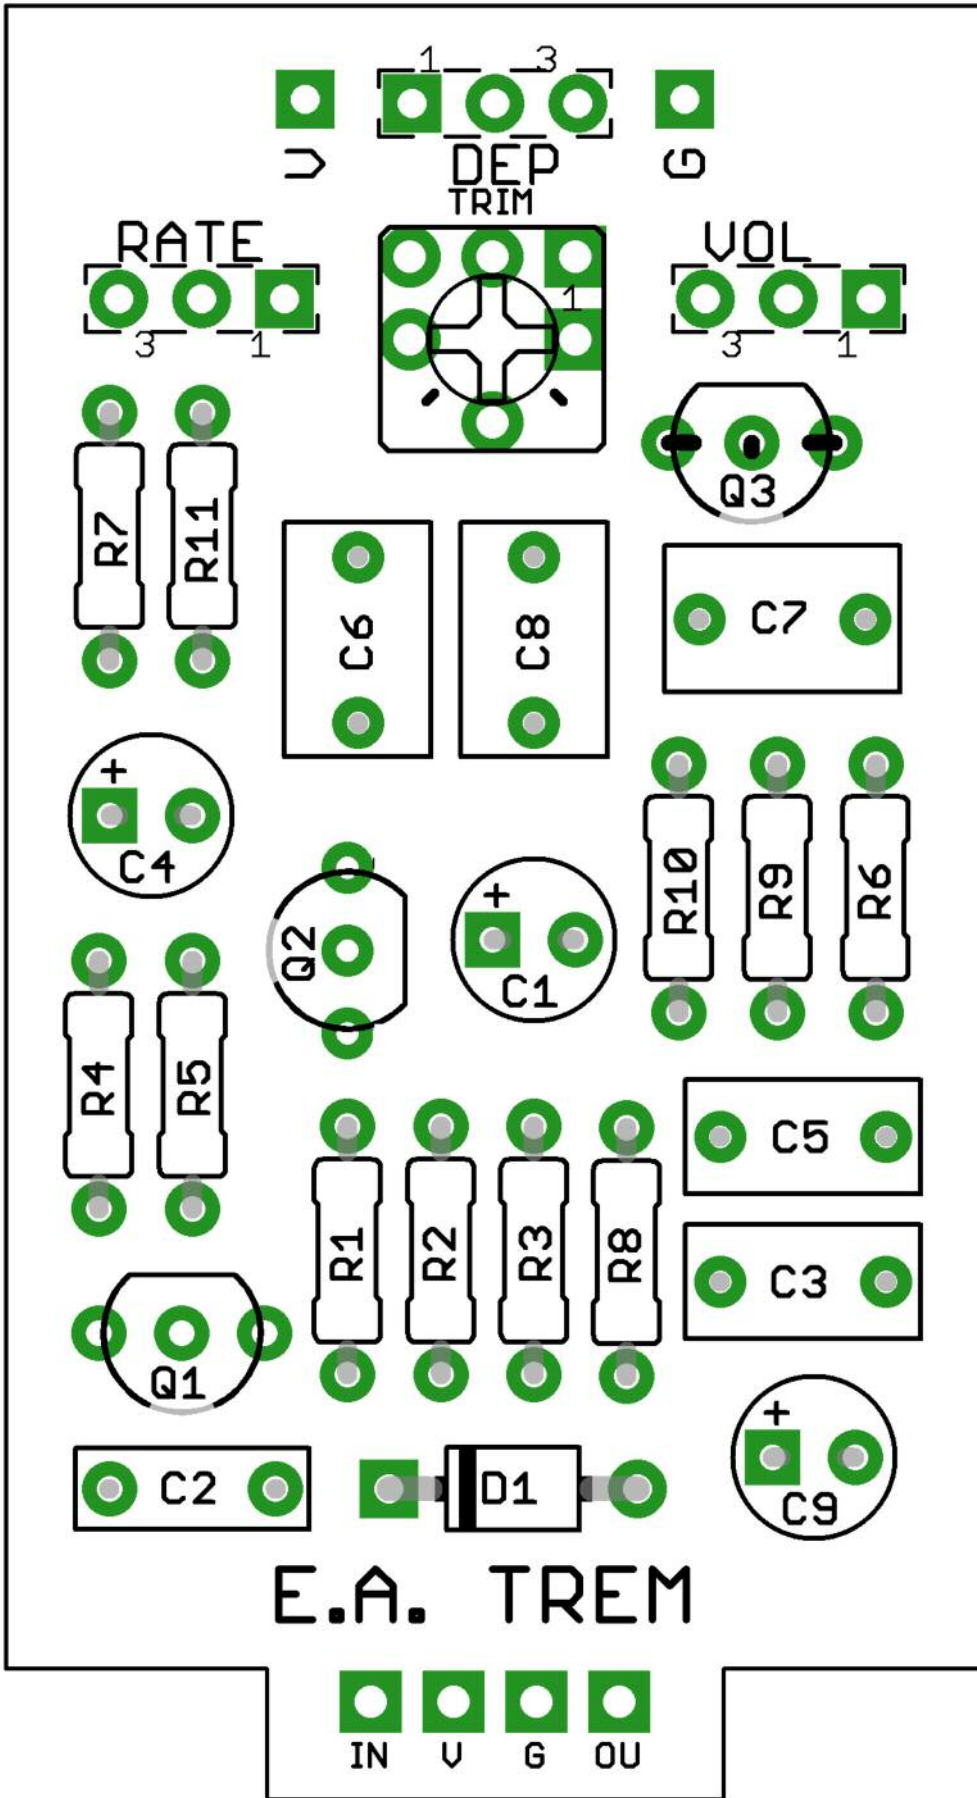 1 3
V DEP G
TRIM
RATE VOL
1
3 1 3 1
Q3
R7 R11
C7
C6 C8
+
C4
R10 R9 R6
+
Q2
C1
R4 R5
C5
R1 R2 R3 R8
C3
Q1
+
C2 D1
C9
E.A. TREM
IN V G OU